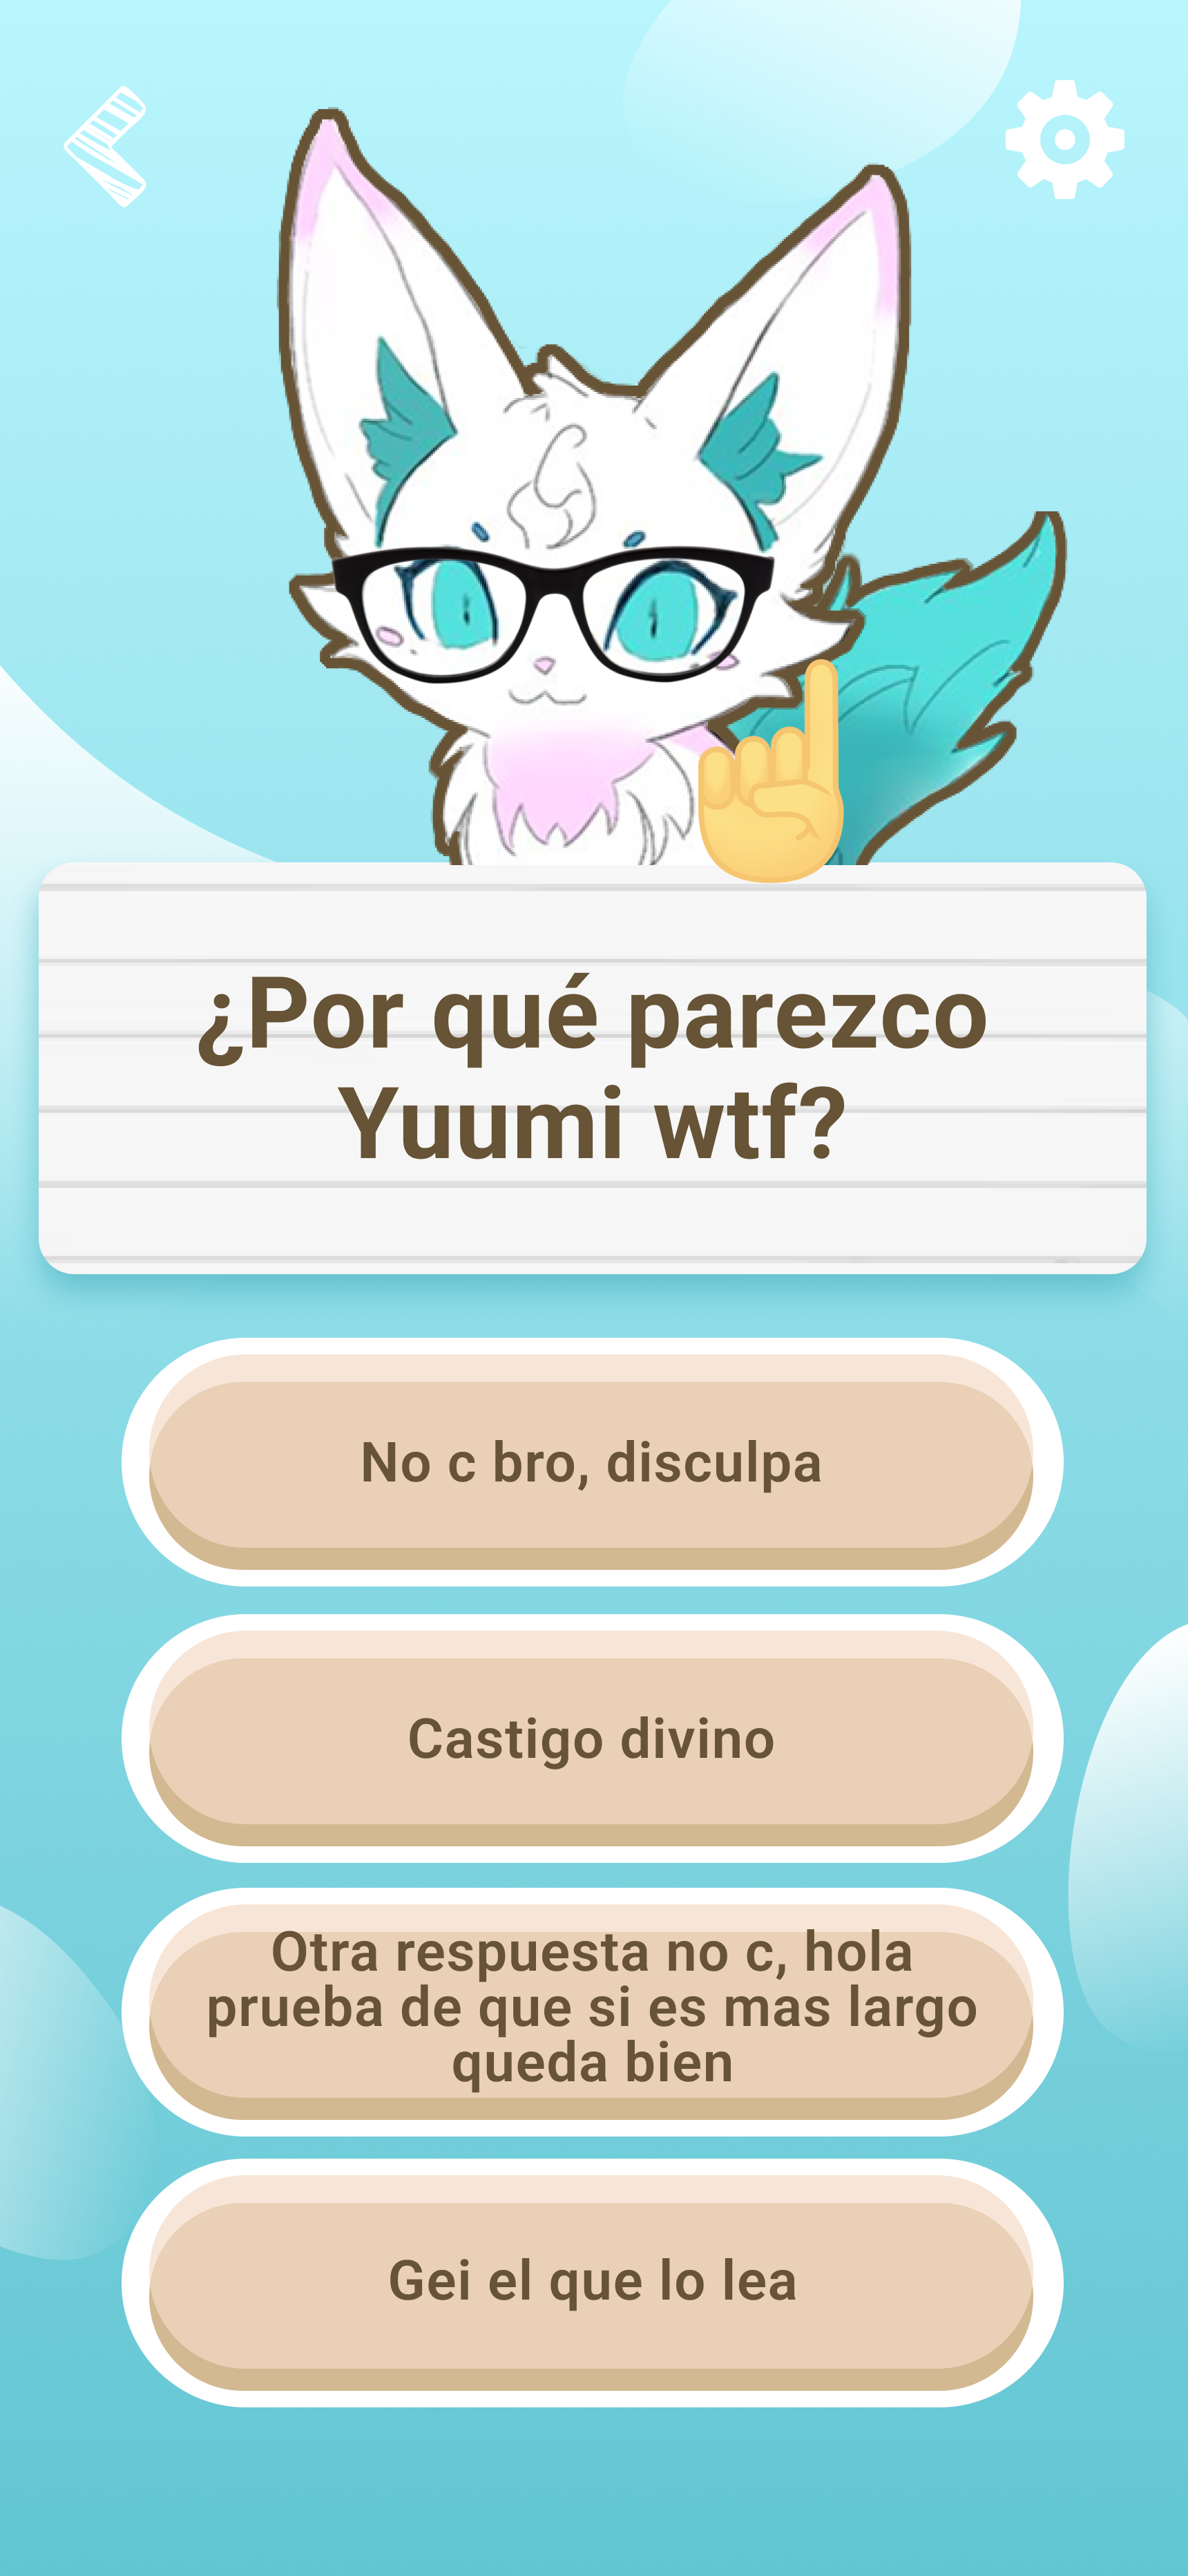 ¿Por qué parezco
Yuumi wtf?
No c bro, disculpa
Castigo divino
Otra respuesta no c, hola
prueba de que si es mas largo
queda bien
Gei el que lo lea